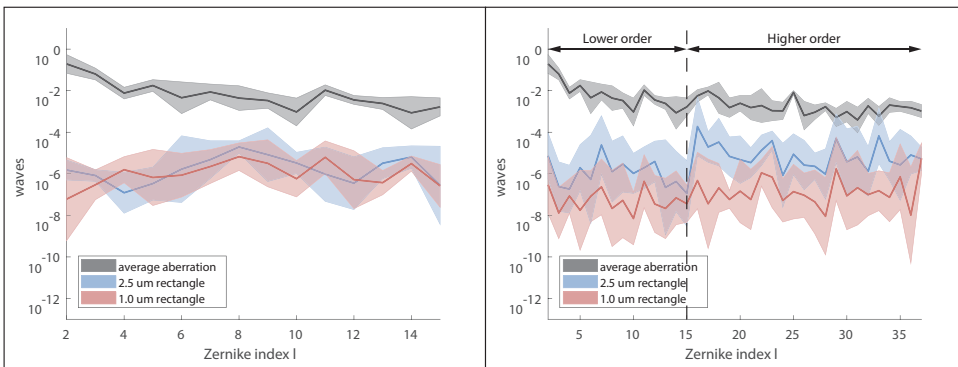 10 0
10 -2
10 -4
10 -6
10 -8
10 -10
10 -12
waves
average aberration
2.5 um rectangle
1.0 um rectangle
2 4 6 8 10 12 14
Zernike index l
Lower order Higher order
10 0
10 -2
10 -4
10 -6
10 -8
10 -10
10 -12
waves
average aberration
2.5 um rectangle
1.0 um rectangle
5 10 15 20 25 30 35
Zernike index l